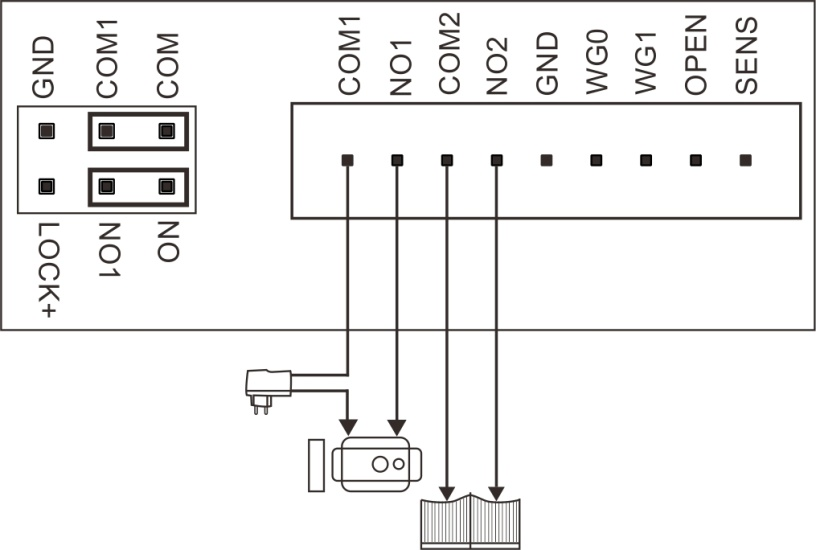 GND
COM1
COM
LOCK+
NO1
NO
COM1
NO1
COM2
NO2
GND
WG0
WG1
OPEN
SENS